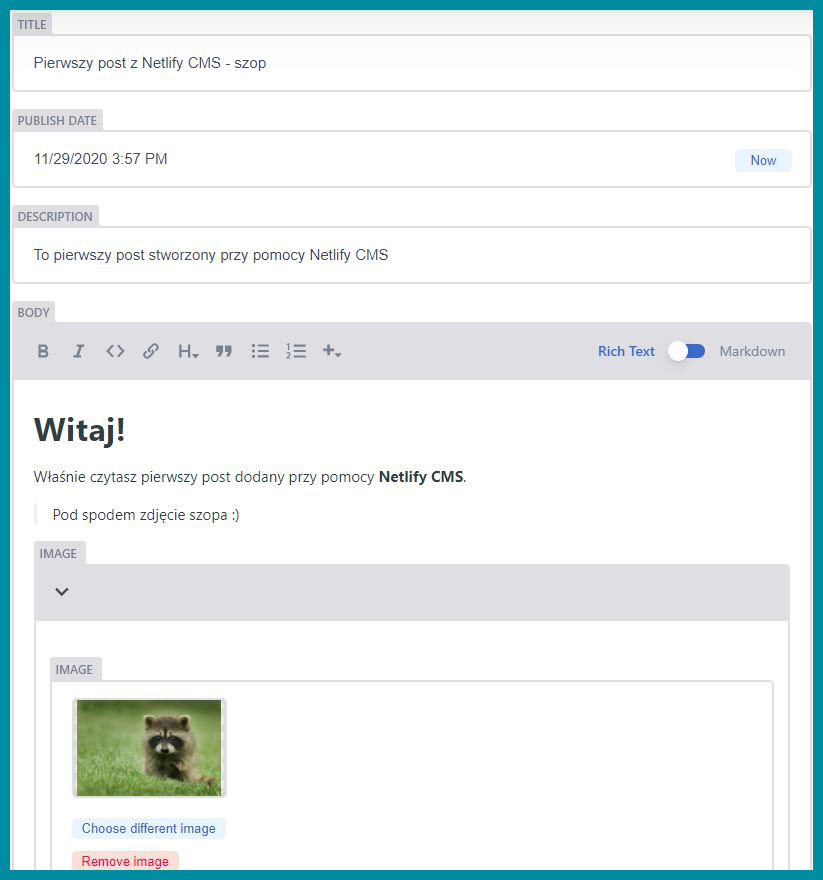 TITLE
Pierwszy post z Netlify CMS - szop
PUBLISH DATE
11/29/2020 3:57 PM
Now
DESCRIPTION
To pierwszy post stworzony przy pomocy Netlify CMS
BODY
B I <> H Rich Text Markdown
Witaj!
Właśnie czytasz pierwszy post dodany przy pomocy Netlify CMS.
Pod spodem zdjęcie szopa :)
IMAGE
IMAGE
Choose different image
Remove image